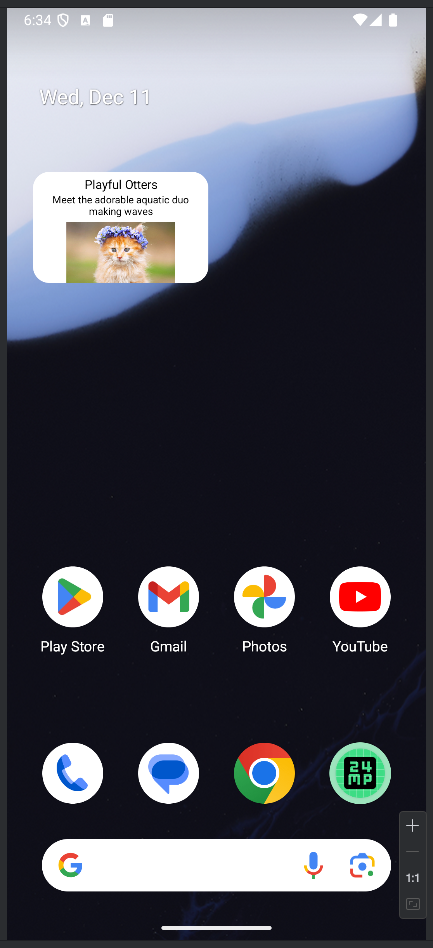 6:34
Wed, Dec 11
Playful Otters
Meet the adorable aquatic duo
making waves
Play Store
Gmail
Photos
YouTube
24
MP
1:1